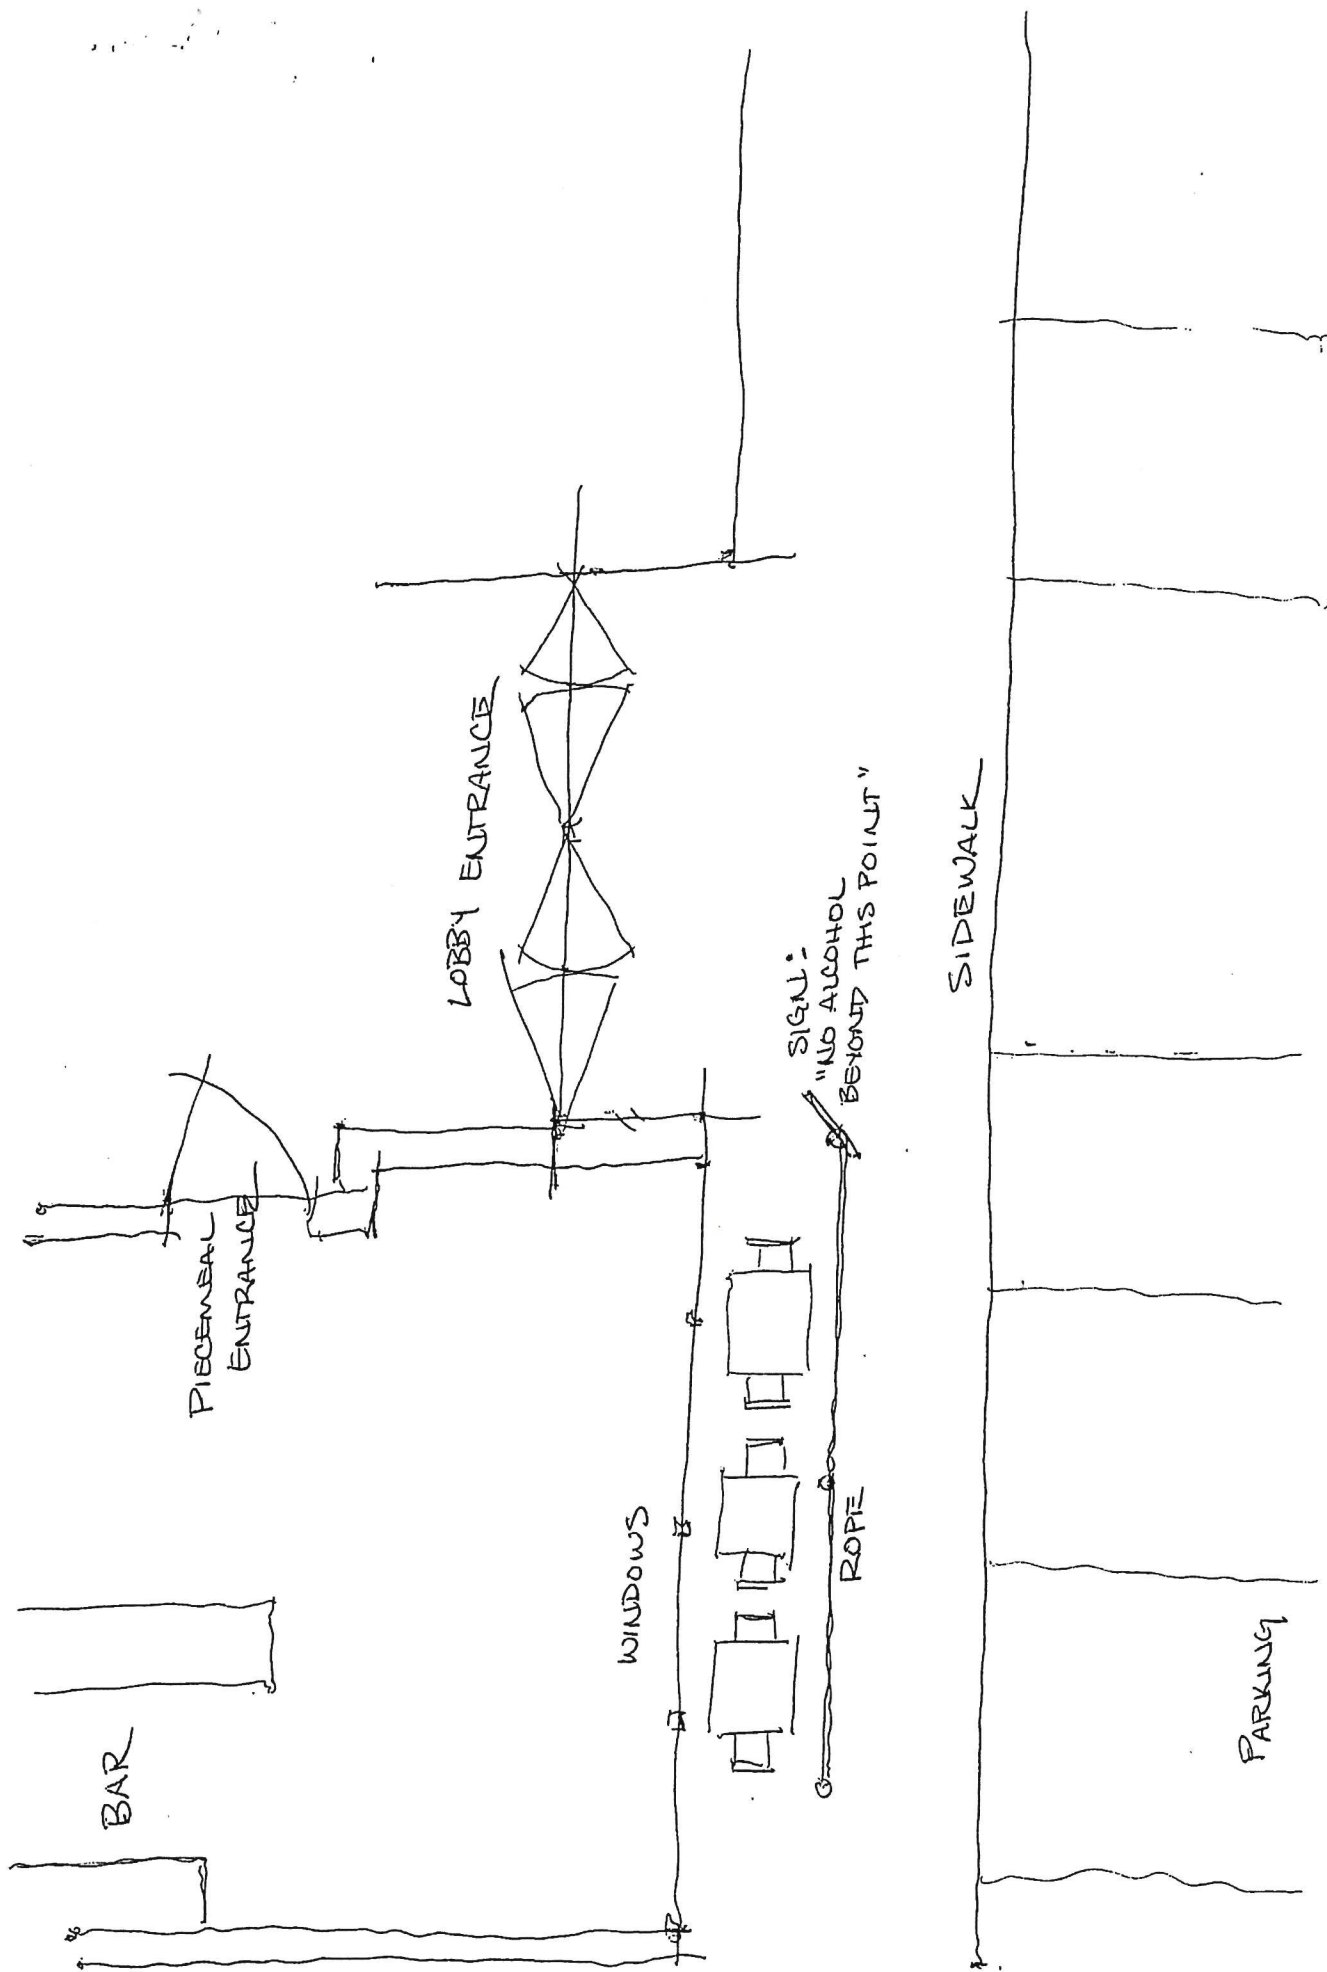 BAR
PIECEMEAL
ENTRANCE
LOBBY ENTRANCE
WINDOWS
ROPE
SIGN:
"NO ALCOHOL
BEYOND THIS POINT"
SIDEWALK
PARKING